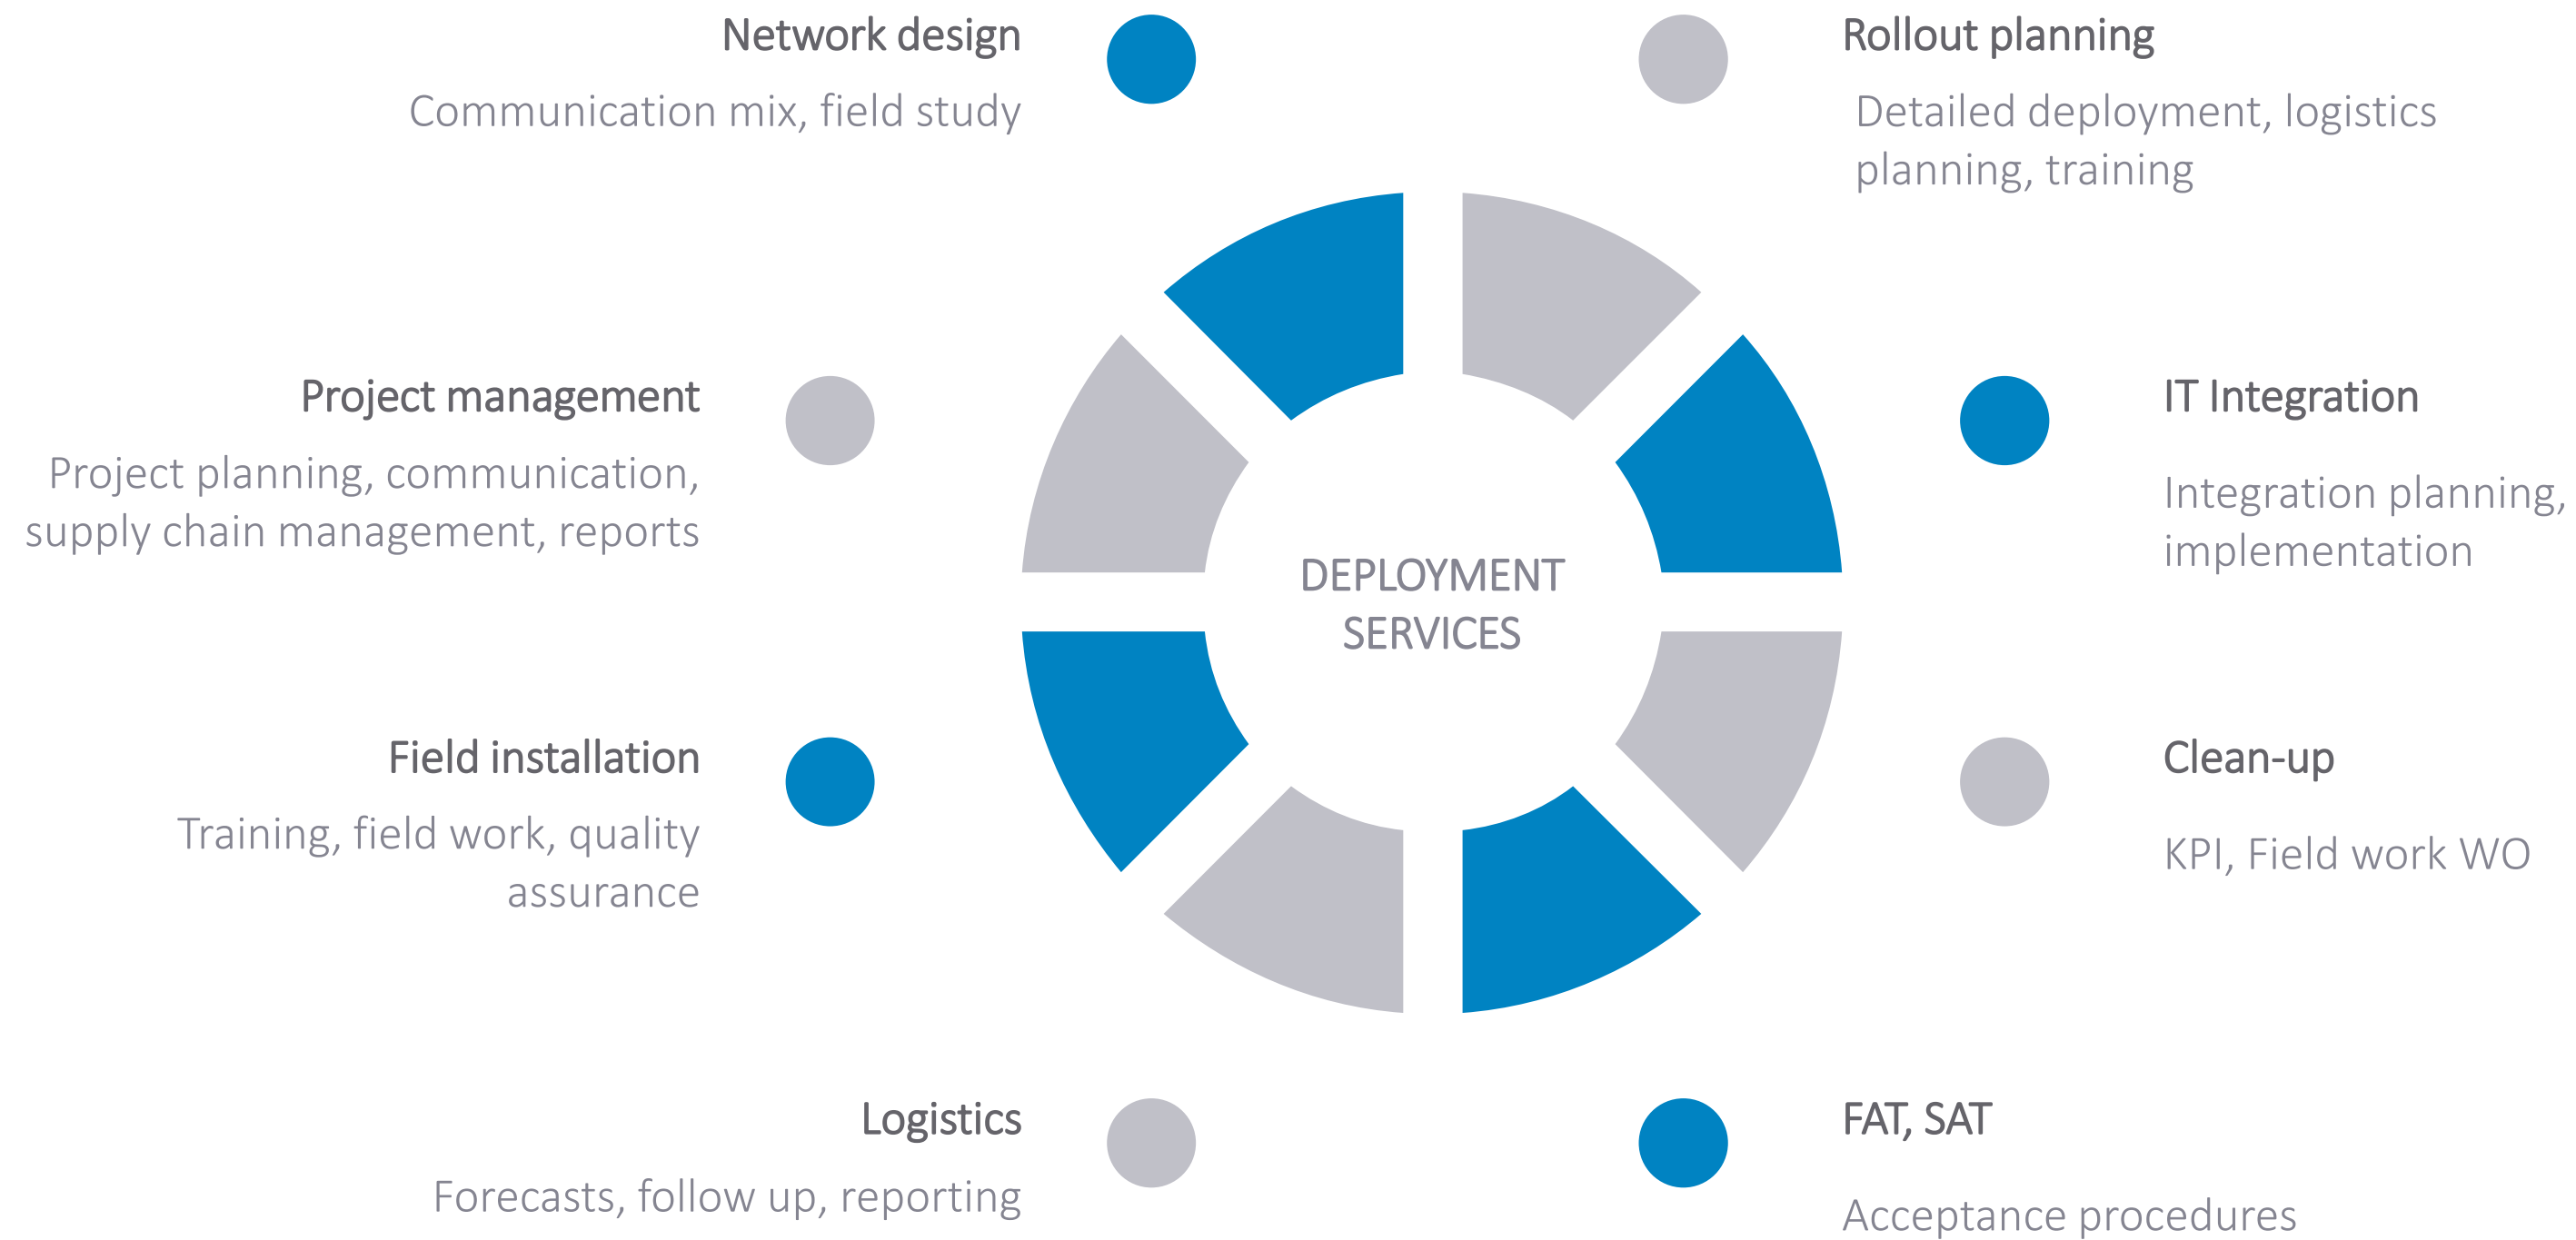 Network design
Communication mix, field study
Rollout planning
Detailed deployment, logistics
planning, training
Project management
Project planning, communication,
supply chain management, reports
IT Integration
Integration planning,
implementation
DEPLOYMENT
SERVICES
Field installation
Training, field work, quality
assurance
Clean-up
KPI, Field work WO
Logistics
Forecasts, follow up, reporting
FAT, SAT
Acceptance procedures